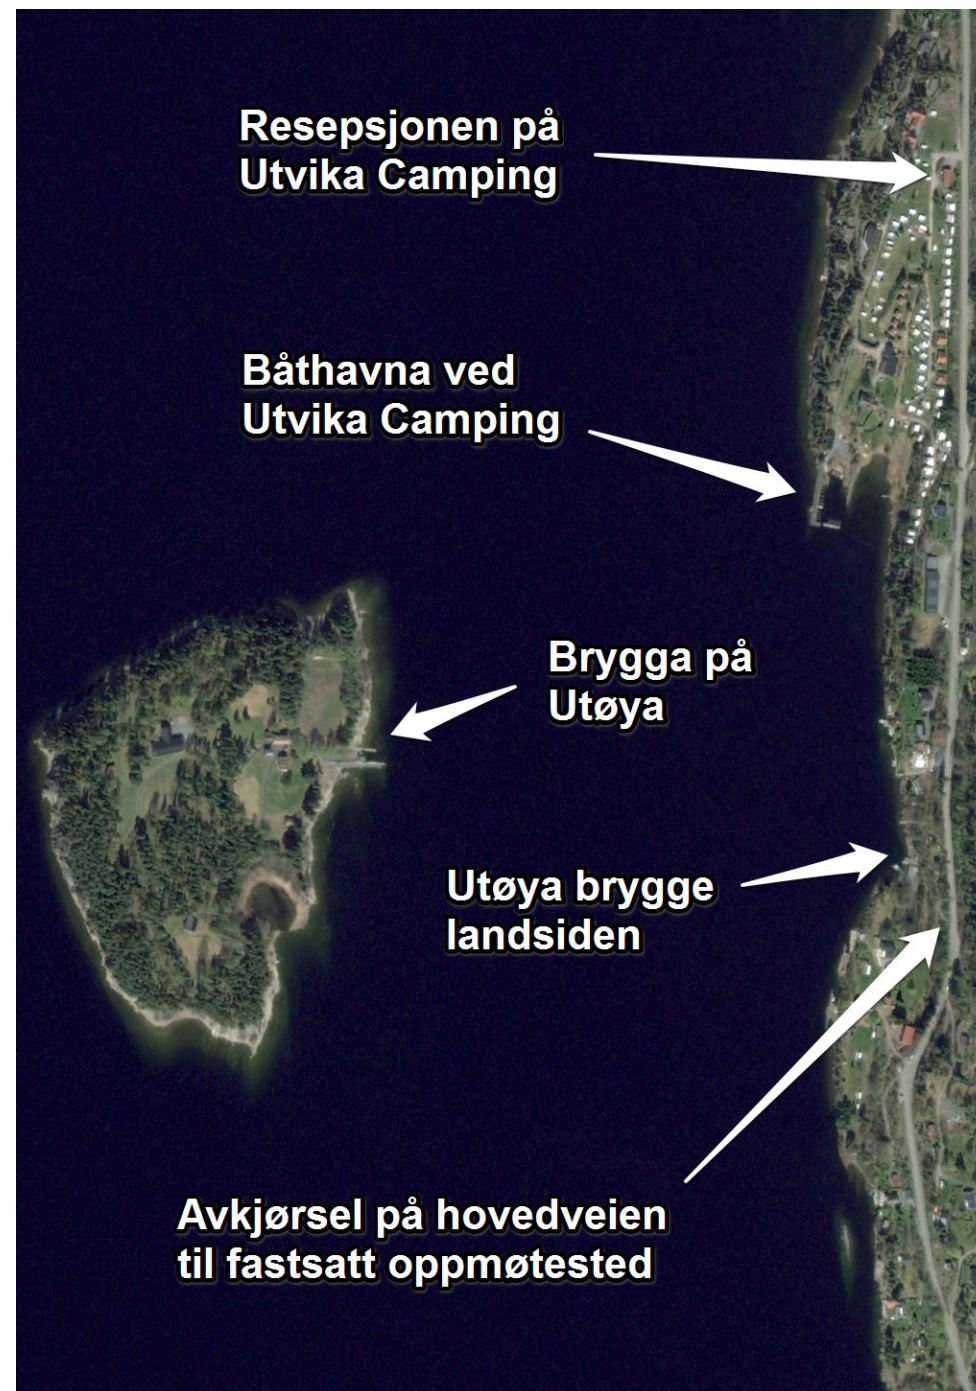 Resepsjonen på
Utvika Camping
Båthavna ved
Utvika Camping
Brygga på
Utøya
Utøya brygge
landsiden
Avkjørsel på hovedveien
til fastsatt oppmøtested